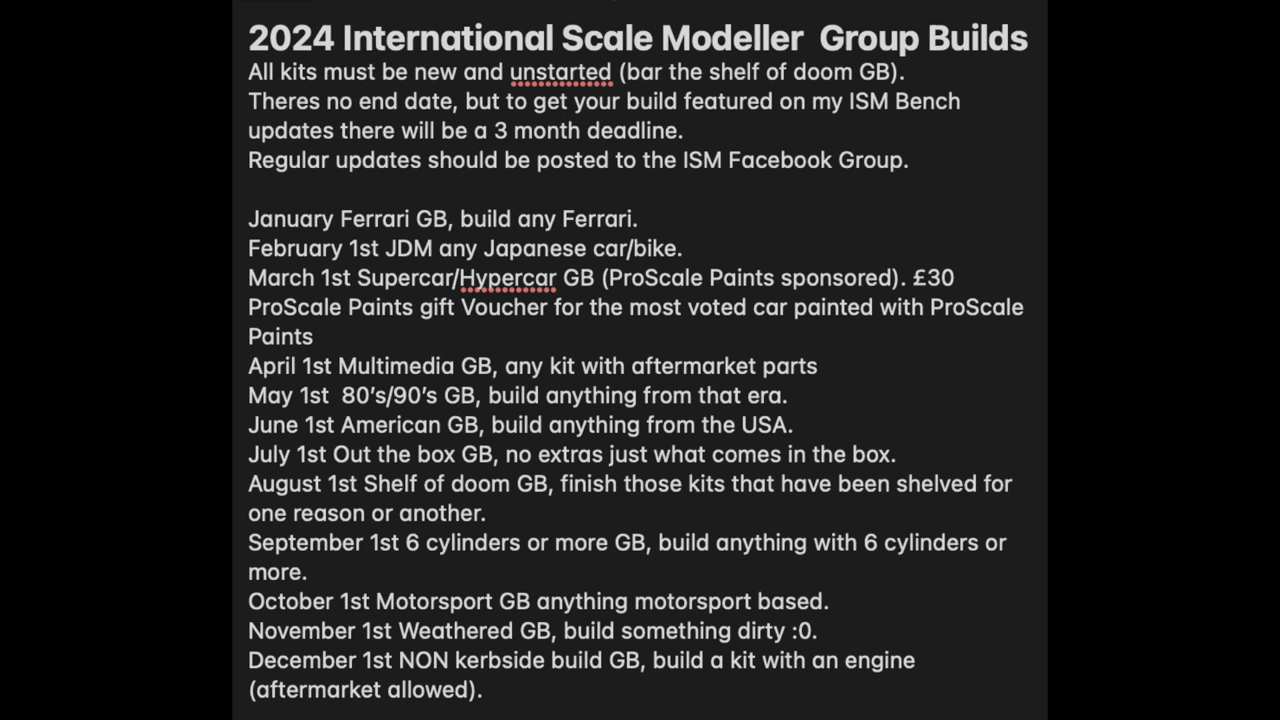 2024 International Scale Modeller  Group Builds
All kits must be new and unstarted (bar the shelf of doom GB).
Theres no end date, but to get your build featured on my ISM Bench
updates there will be a 3 month deadline.
Regular updates should be posted to the ISM Facebook Group.
January Ferrari GB, build any Ferrari.
February 1st JDM any Japanese car/bike.
March 1st Supercar/Hypercar GB (ProScale Paints sponsored). £30
ProScale Paints gift Voucher for the most voted car painted with ProScale
Paints
April 1st Multimedia GB, any kit with aftermarket parts
May 1st  80’s/90’s GB, build anything from that era.
June 1st American GB, build anything from the USA.
July 1st Out the box GB, no extras just what comes in the box.
August 1st Shelf of doom GB, finish those kits that have been shelved for
one reason or another.
September 1st 6 cylinders or more GB, build anything with 6 cylinders or
more.
October 1st Motorsport GB anything motorsport based.
November 1st Weathered GB, build something dirty :0.
December 1st NON kerbside build GB, build a kit with an engine
(aftermarket allowed).